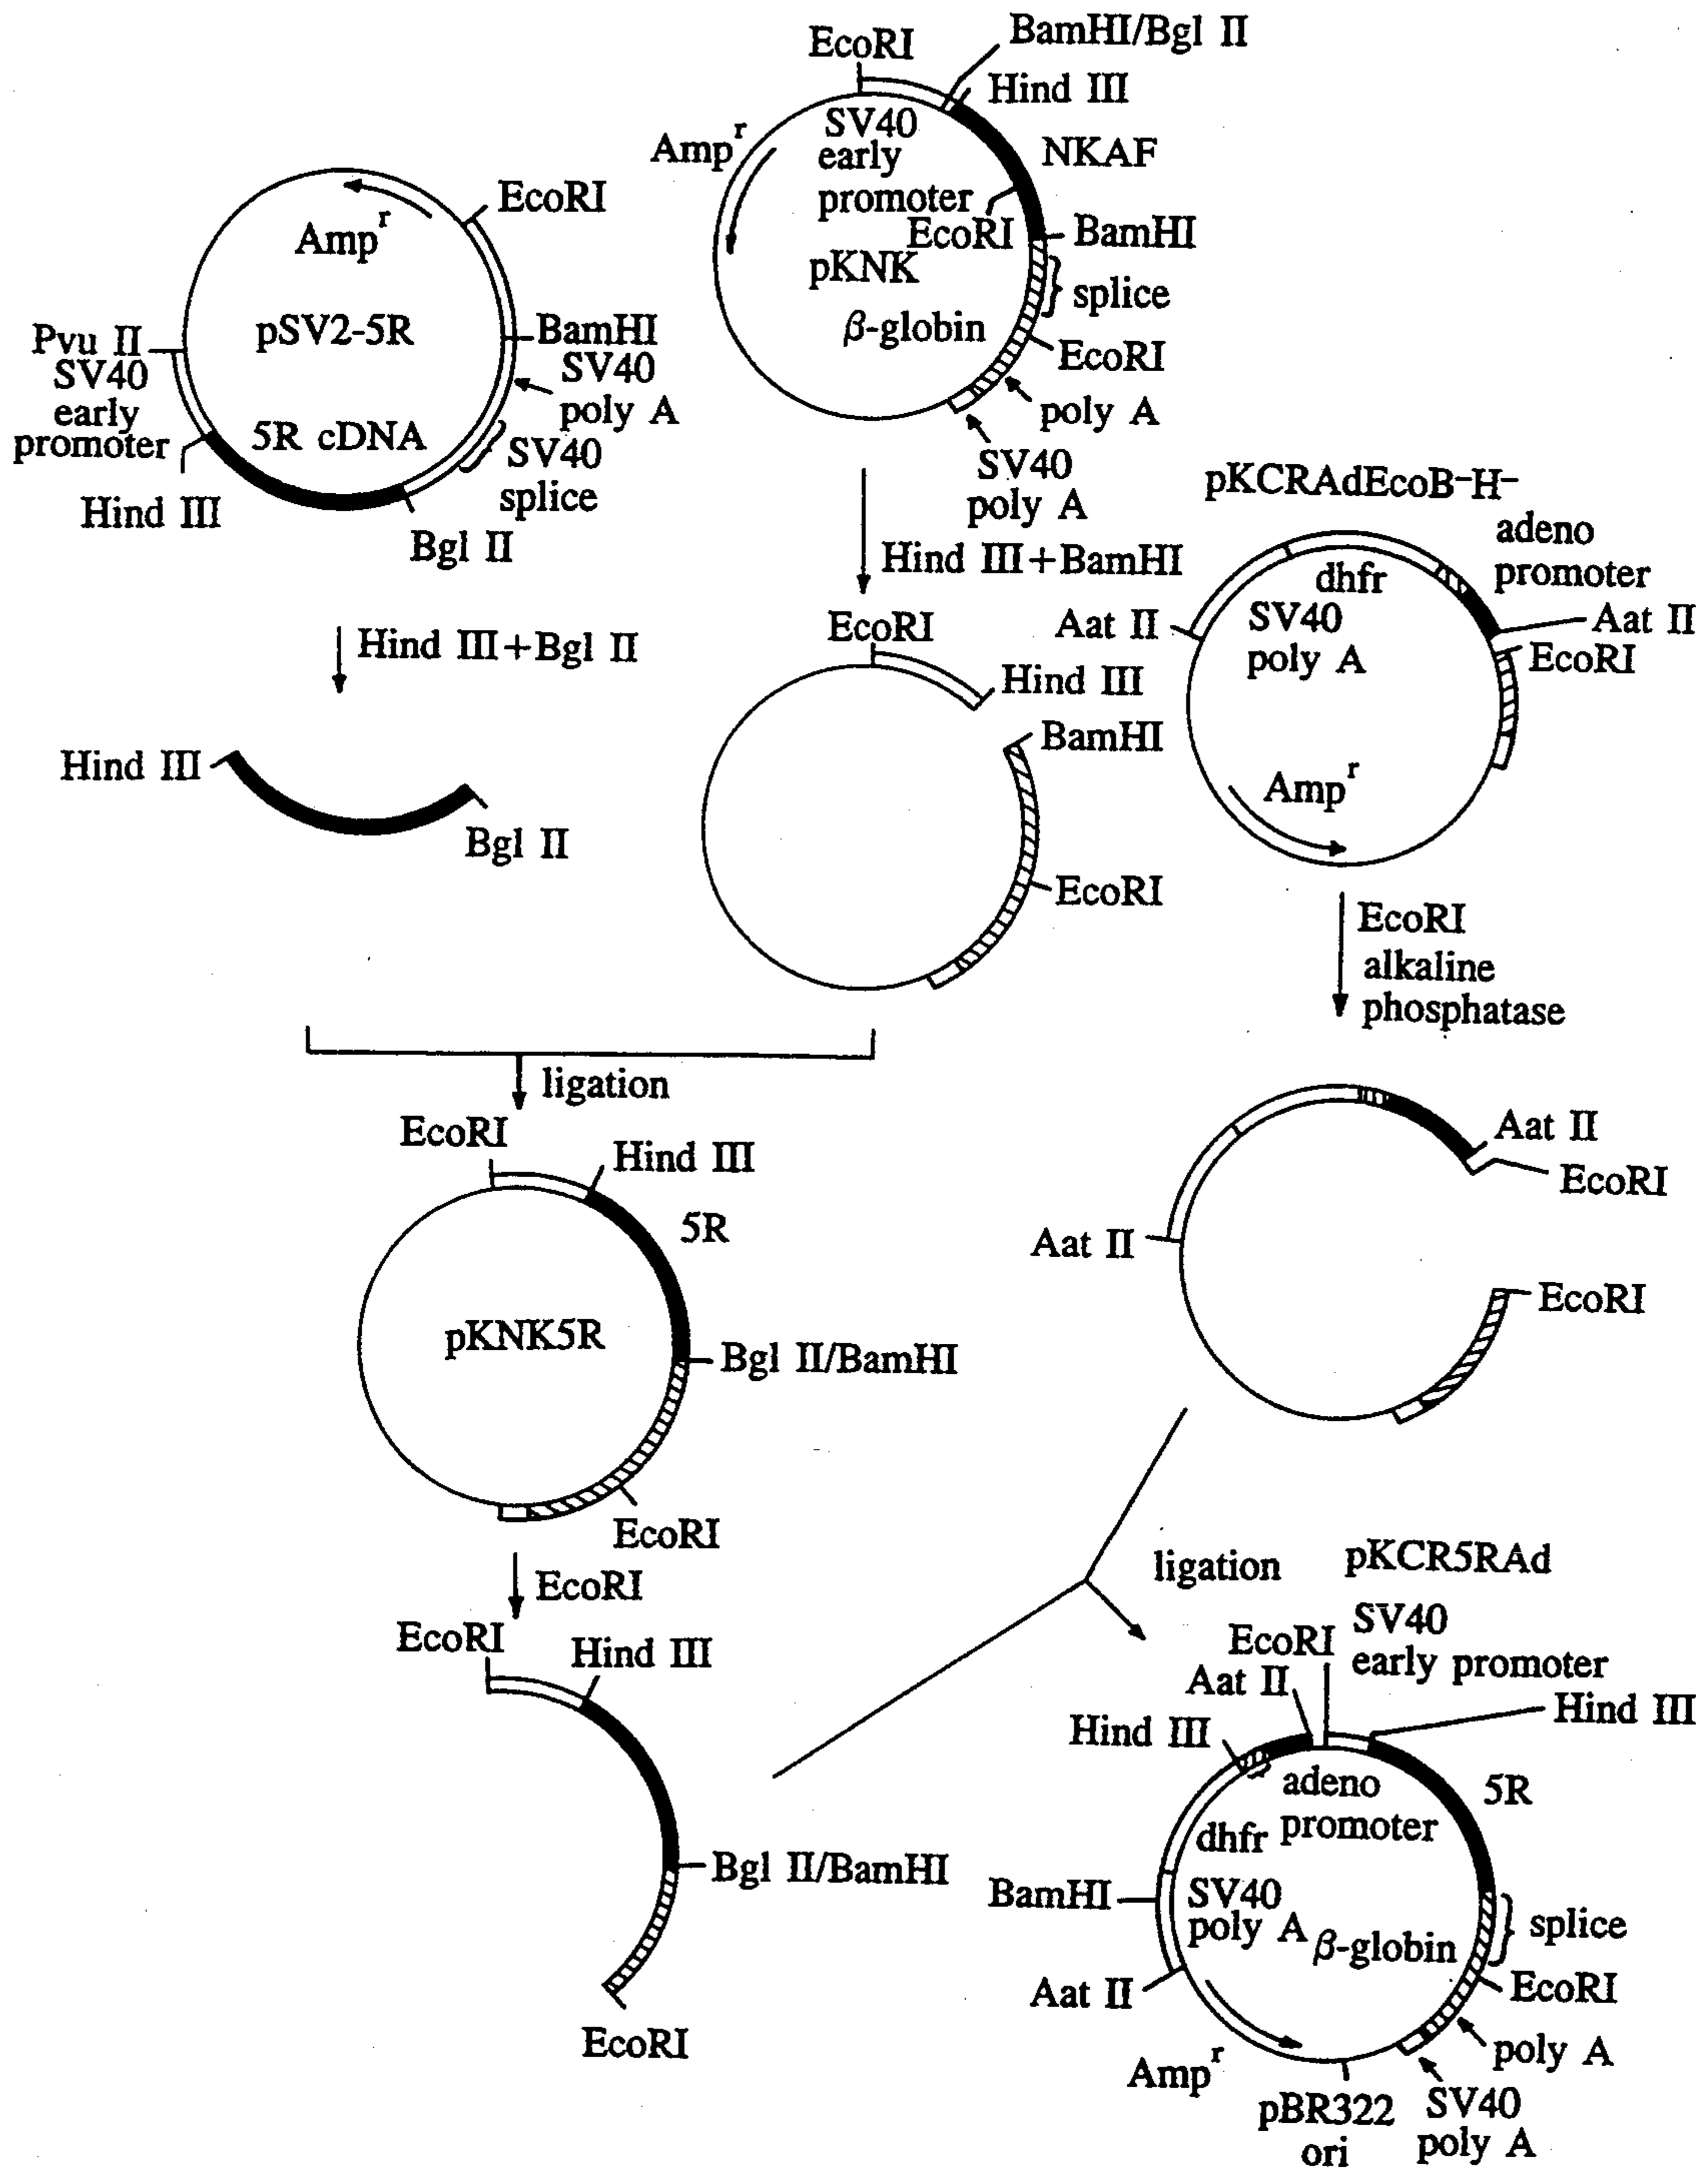 EcoRI
BamHI/Bgl II
Hind III
SV40
early
promoter
Amp^r
NKAF
EcoRI
BamHI
pKNK
splice
β-globin
EcoRI
poly A
SV40
poly A
Amp^r
EcoRI
pSV2-5R
Pvu II
BamHI
SV40
early
promoter
SV40
poly A
5R cDNA
SV40
splice
Hind III
Bgl II
Hind III+Bgl II
Hind III
Bgl II
Hind III+BamHI
EcoRI
Hind III
BamHI
EcoRI
pKCRAdEcoB⁻H⁻
adeno
promoter
dhfr
Aat II
SV40
poly A
Aat II
EcoRI
Amp^r
EcoRI
alkaline
phosphatase
ligation
EcoRI
Hind III
5R
pKNK5R
Bgl II/BamHI
EcoRI
EcoRI
Aat II
EcoRI
Aat II
EcoRI
EcoRI
Hind III
Bgl II/BamHI
EcoRI
ligation
pKCR5RAd
EcoRI
SV40
early promoter
Aat II
Hind III
Hind III
adeno
promoter
5R
dhfr
BamHI
SV40
poly A
β-globin
splice
Aat II
EcoRI
Amp^r
poly A
pBR322
ori
SV40
poly A